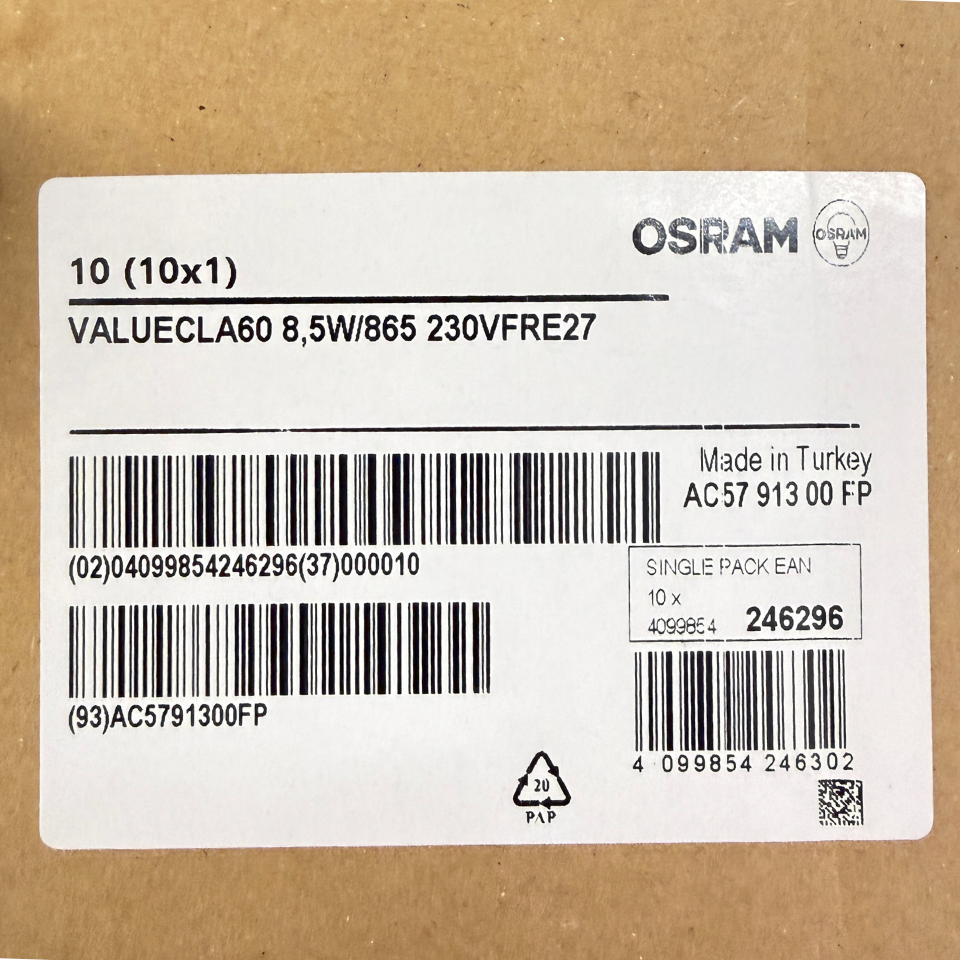 OSRAM OSRAM
10 (10x1)
VALUECLA60 8,5W/865 230VFRE27
Made in Turkey
AC57 913 00 FP
(02)04099854246296(37)000010
SINGLE PACK EAN
10 x
4099854 246296
(93)AC5791300FP
4 099854 246302
20
PAP